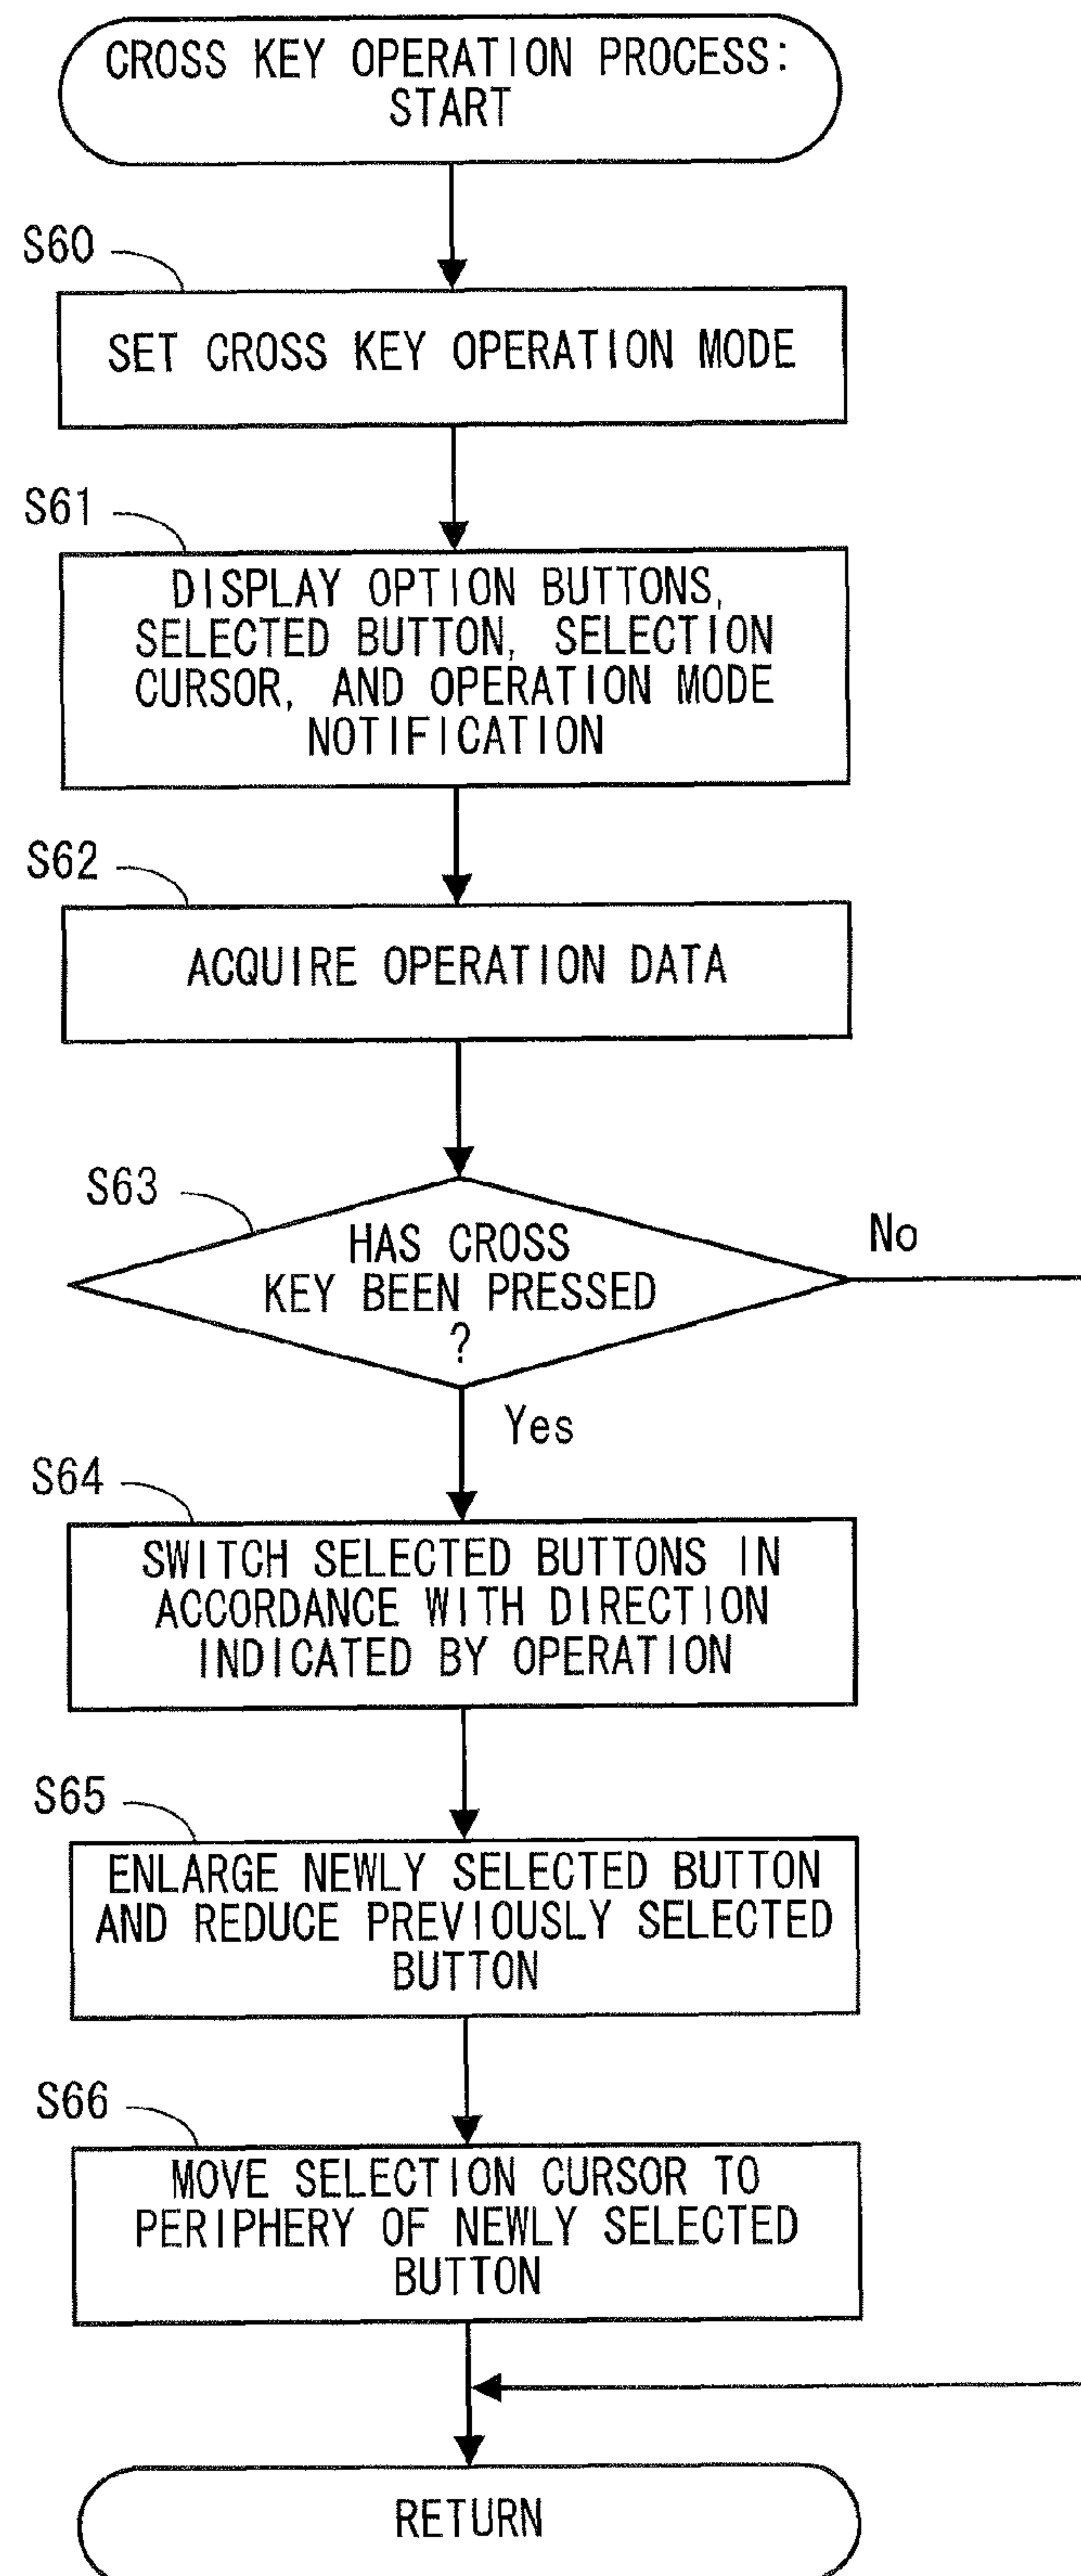 CROSS KEY OPERATION PROCESS:
START
S60
SET CROSS KEY OPERATION MODE
S61
DISPLAY OPTION BUTTONS,
SELECTED BUTTON, SELECTION
CURSOR, AND OPERATION MODE
NOTIFICATION
S62
ACQUIRE OPERATION DATA
S63
HAS CROSS
KEY BEEN PRESSED
?
No
Yes
S64
SWITCH SELECTED BUTTONS IN
ACCORDANCE WITH DIRECTION
INDICATED BY OPERATION
S65
ENLARGE NEWLY SELECTED BUTTON
AND REDUCE PREVIOUSLY SELECTED
BUTTON
S66
MOVE SELECTION CURSOR TO
PERIPHERY OF NEWLY SELECTED
BUTTON
RETURN